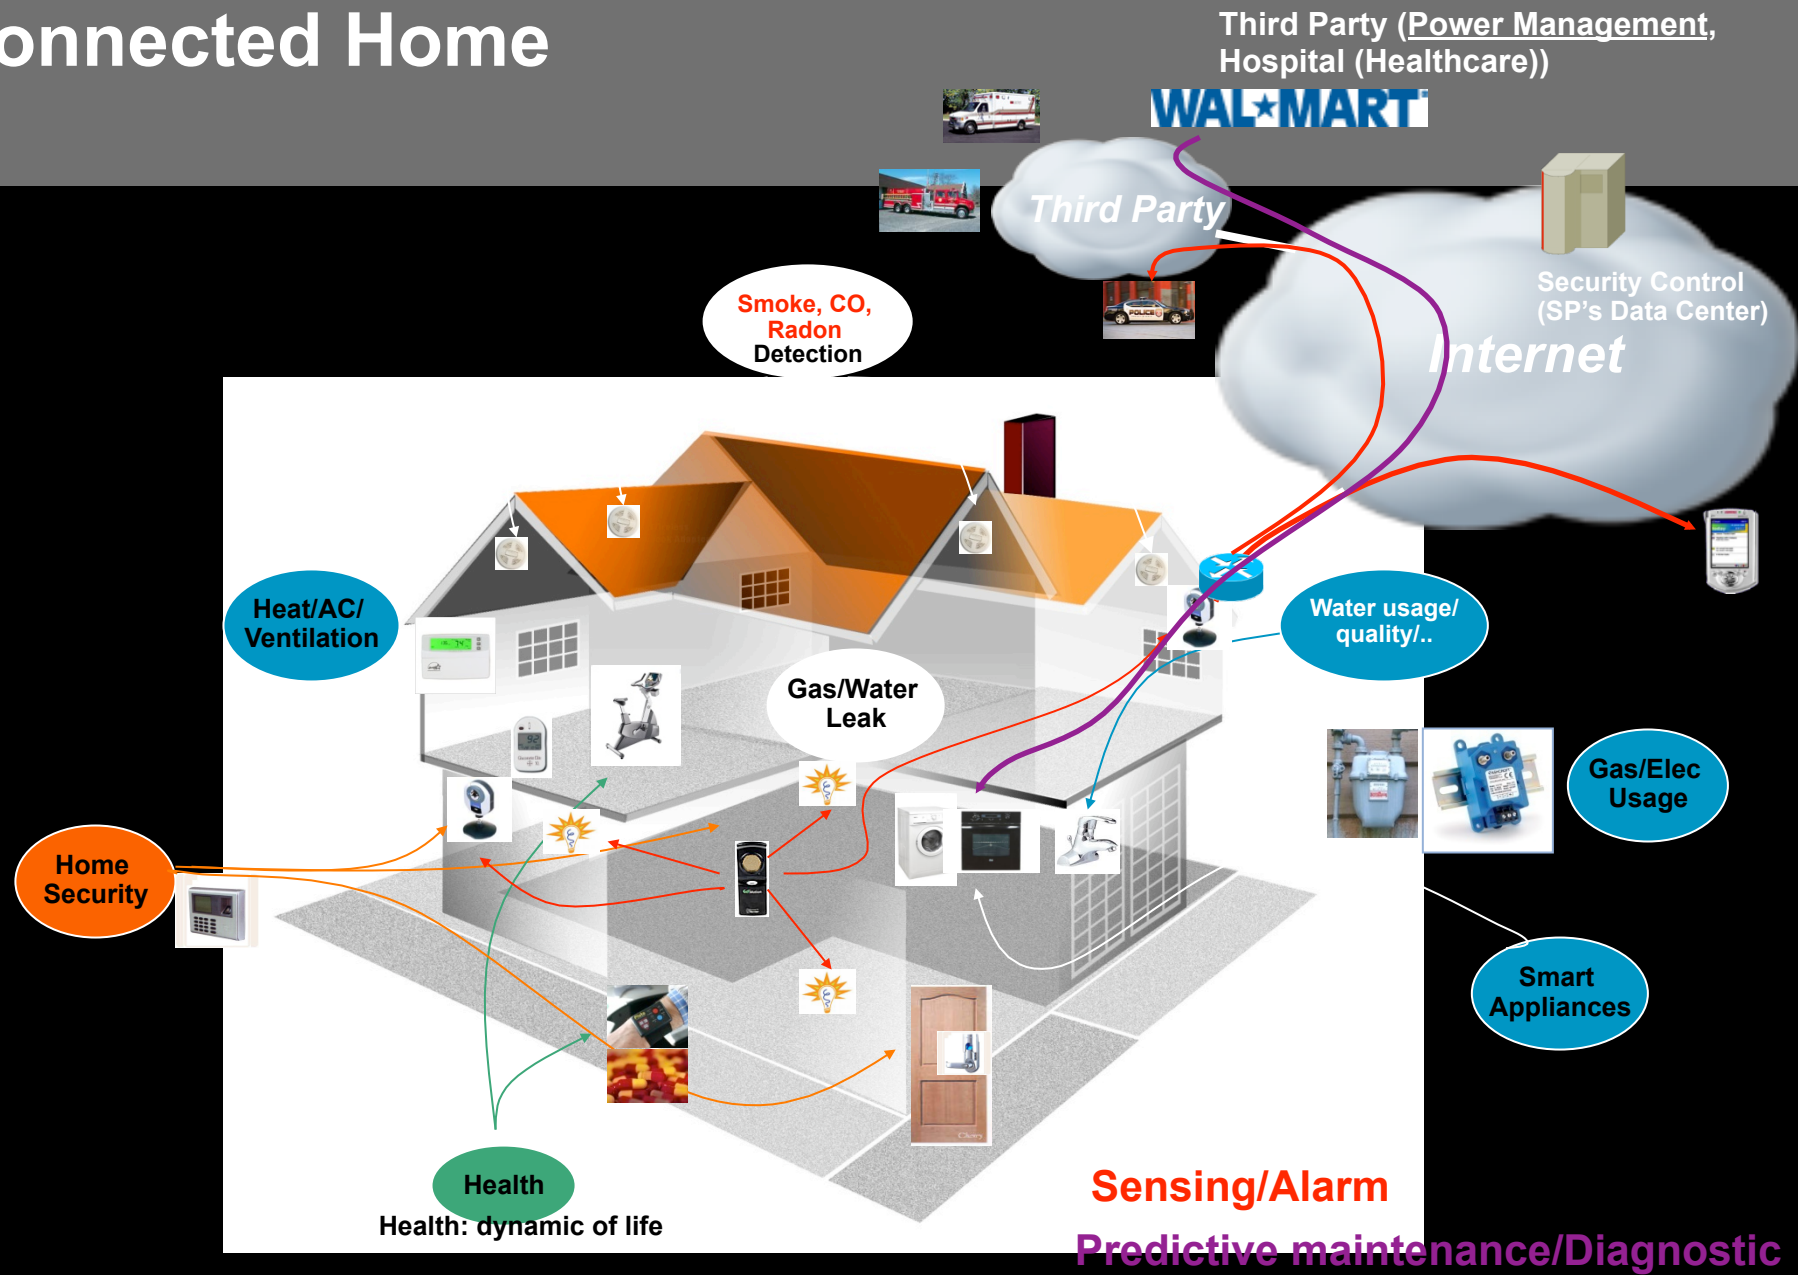 onnected Home
Third Party (Power Management,
Hospital (Healthcare))
WAL★MART
Third Party
Security Control
(SP's Data Center)
Internet
Smoke, CO,
Radon
Detection
POLICE
Heat/AC/
Ventilation
Water usage/
quality/..
Gas/Water
Leak
Gas/Elec
Usage
Home
Security
Smart
Appliances
Health
Health: dynamic of life
Sensing/Alarm
Predictive maintenance/Diagnostic